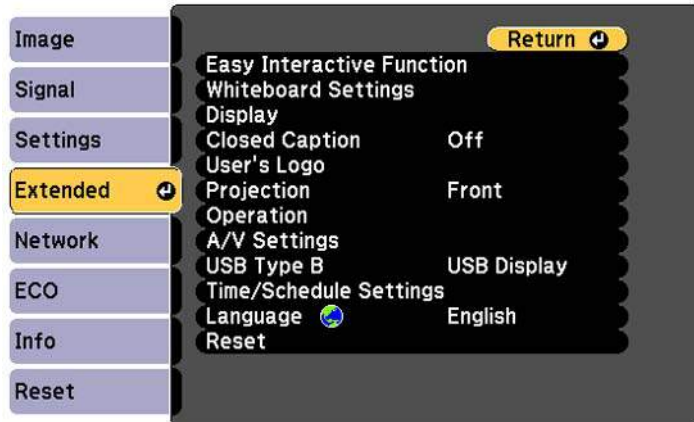 Image
Signal
Settings
Extended
Network
ECO
Info
Reset
Return
Easy Interactive Function
Whiteboard Settings
Display
Closed Caption Off
User's Logo
Projection Front
Operation
A/V Settings
USB Type B USB Display
Time/Schedule Settings
Language English
Reset